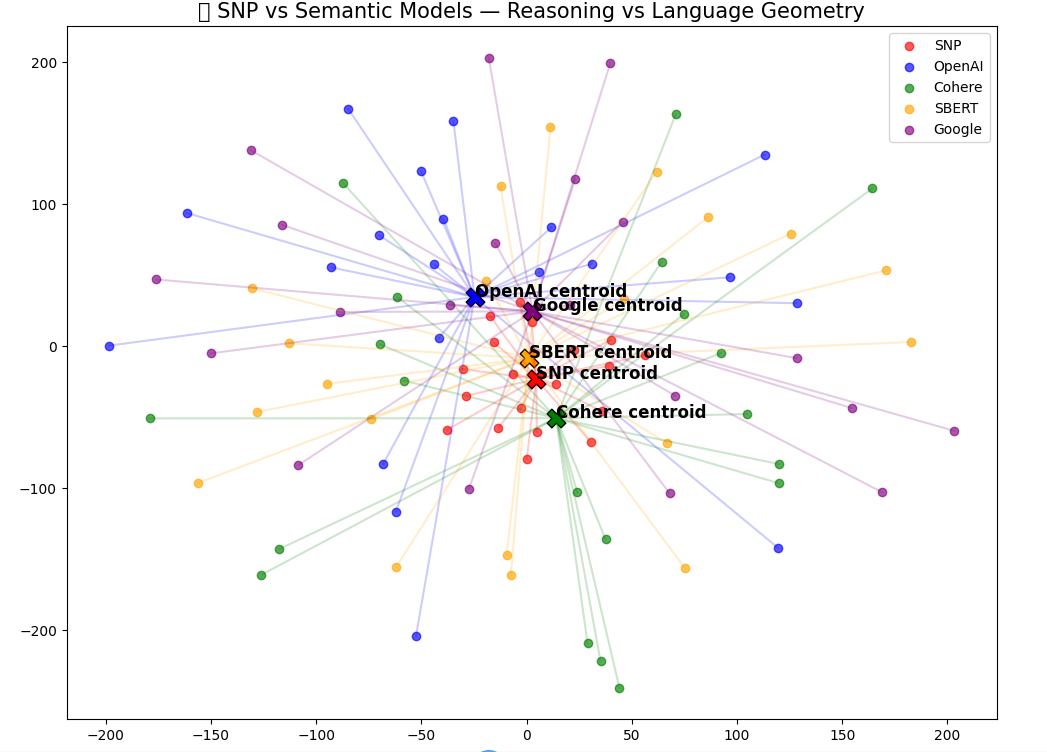 SNP vs Semantic Models — Reasoning vs Language Geometry
SNP
OpenAI
Cohere
SBERT
Google
OpenAI centroid
Google centroid
SBERT centroid
SNP centroid
Cohere centroid
200
100
0
−100
−200
−200
−150
−100
−50
0
50
100
150
200